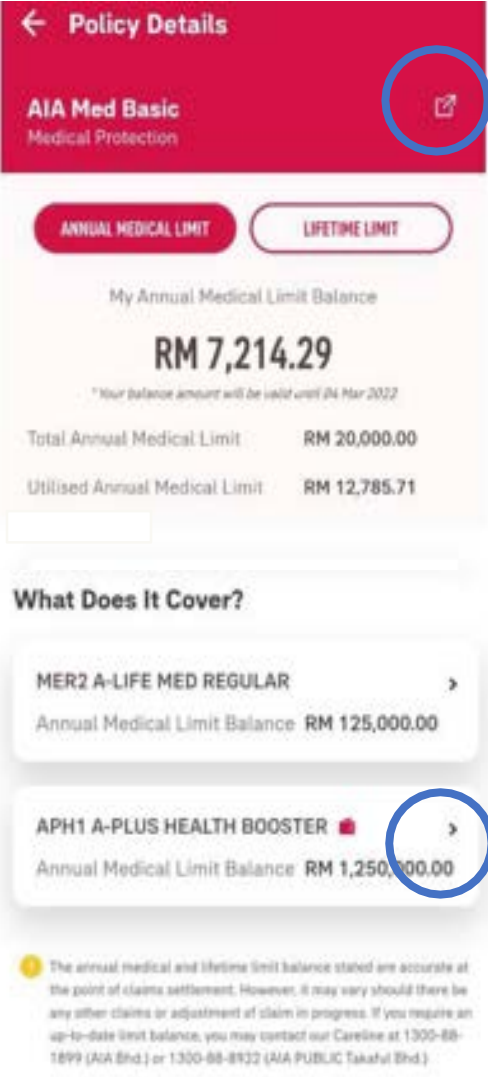 Policy Details
AIA Med Basic
Medical Protection
ANNUAL MEDICAL LIMIT
LIFETIME LIMIT
My Annual Medical Limit Balance
RM 7,214.29
*Your balance amount will be valid until 04 Mar 2022
Total Annual Medical Limit RM 20,000.00
Utilised Annual Medical Limit RM 12,785.71
What Does It Cover?
MER2 A-LIFE MED REGULAR
Annual Medical Limit Balance RM 125,000.00
APH1 A-PLUS HEALTH BOOSTER
Annual Medical Limit Balance RM 1,250,000.00
The annual medical and lifetime limit balance stated are accurate at
the point of claims settlement. However, it may vary should there be
any other claims or adjustment of claim in progress. If you require an
up-to-date limit balance, you may contact our Careline at 1300-88-
1899 (AIA Bhd.) or 1300-88-8922 (AIA PUBLIC Takaful Bhd.)